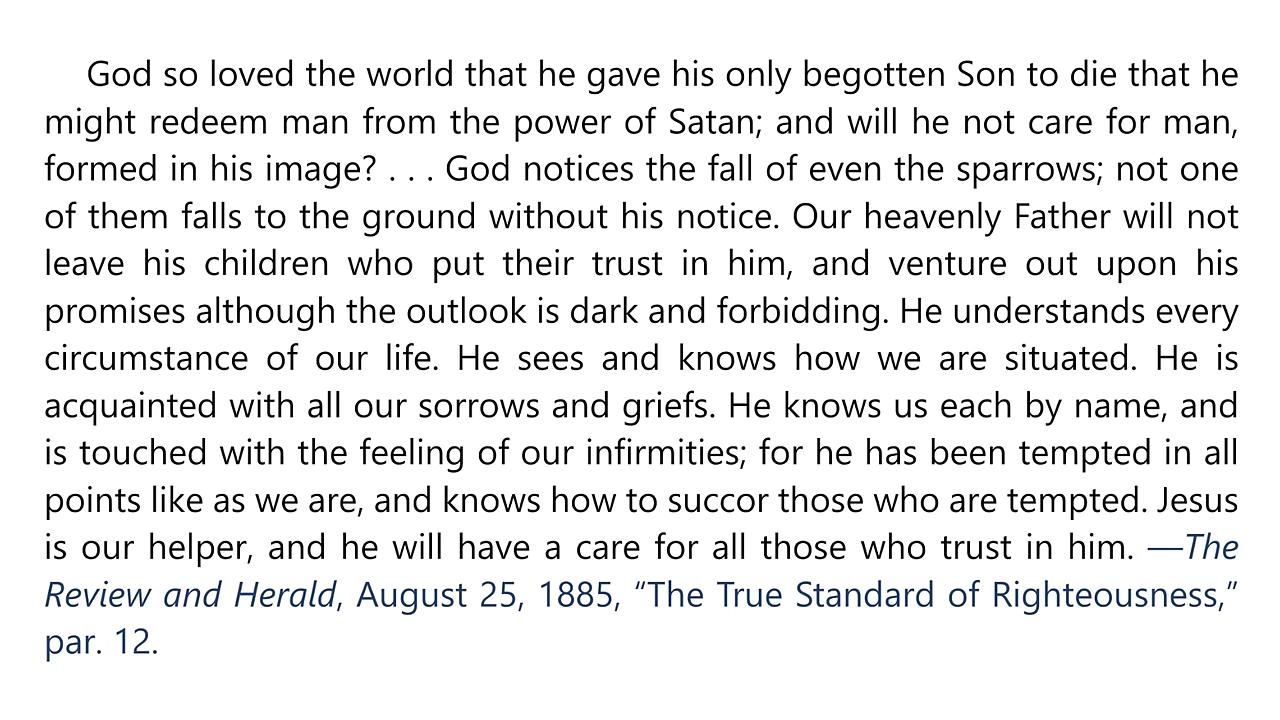 God so loved the world that he gave his only begotten Son to die that he
might redeem man from the power of Satan; and will he not care for man,
formed in his image? . . . God notices the fall of even the sparrows; not one
of them falls to the ground without his notice. Our heavenly Father will not
leave his children who put their trust in him, and venture out upon his
promises although the outlook is dark and forbidding. He understands every
circumstance of our life. He sees and knows how we are situated. He is
acquainted with all our sorrows and griefs. He knows us each by name, and
is touched with the feeling of our infirmities; for he has been tempted in all
points like as we are, and knows how to succor those who are tempted. Jesus
is our helper, and he will have a care for all those who trust in him. —The
Review and Herald, August 25, 1885, “The True Standard of Righteousness,”
par. 12.